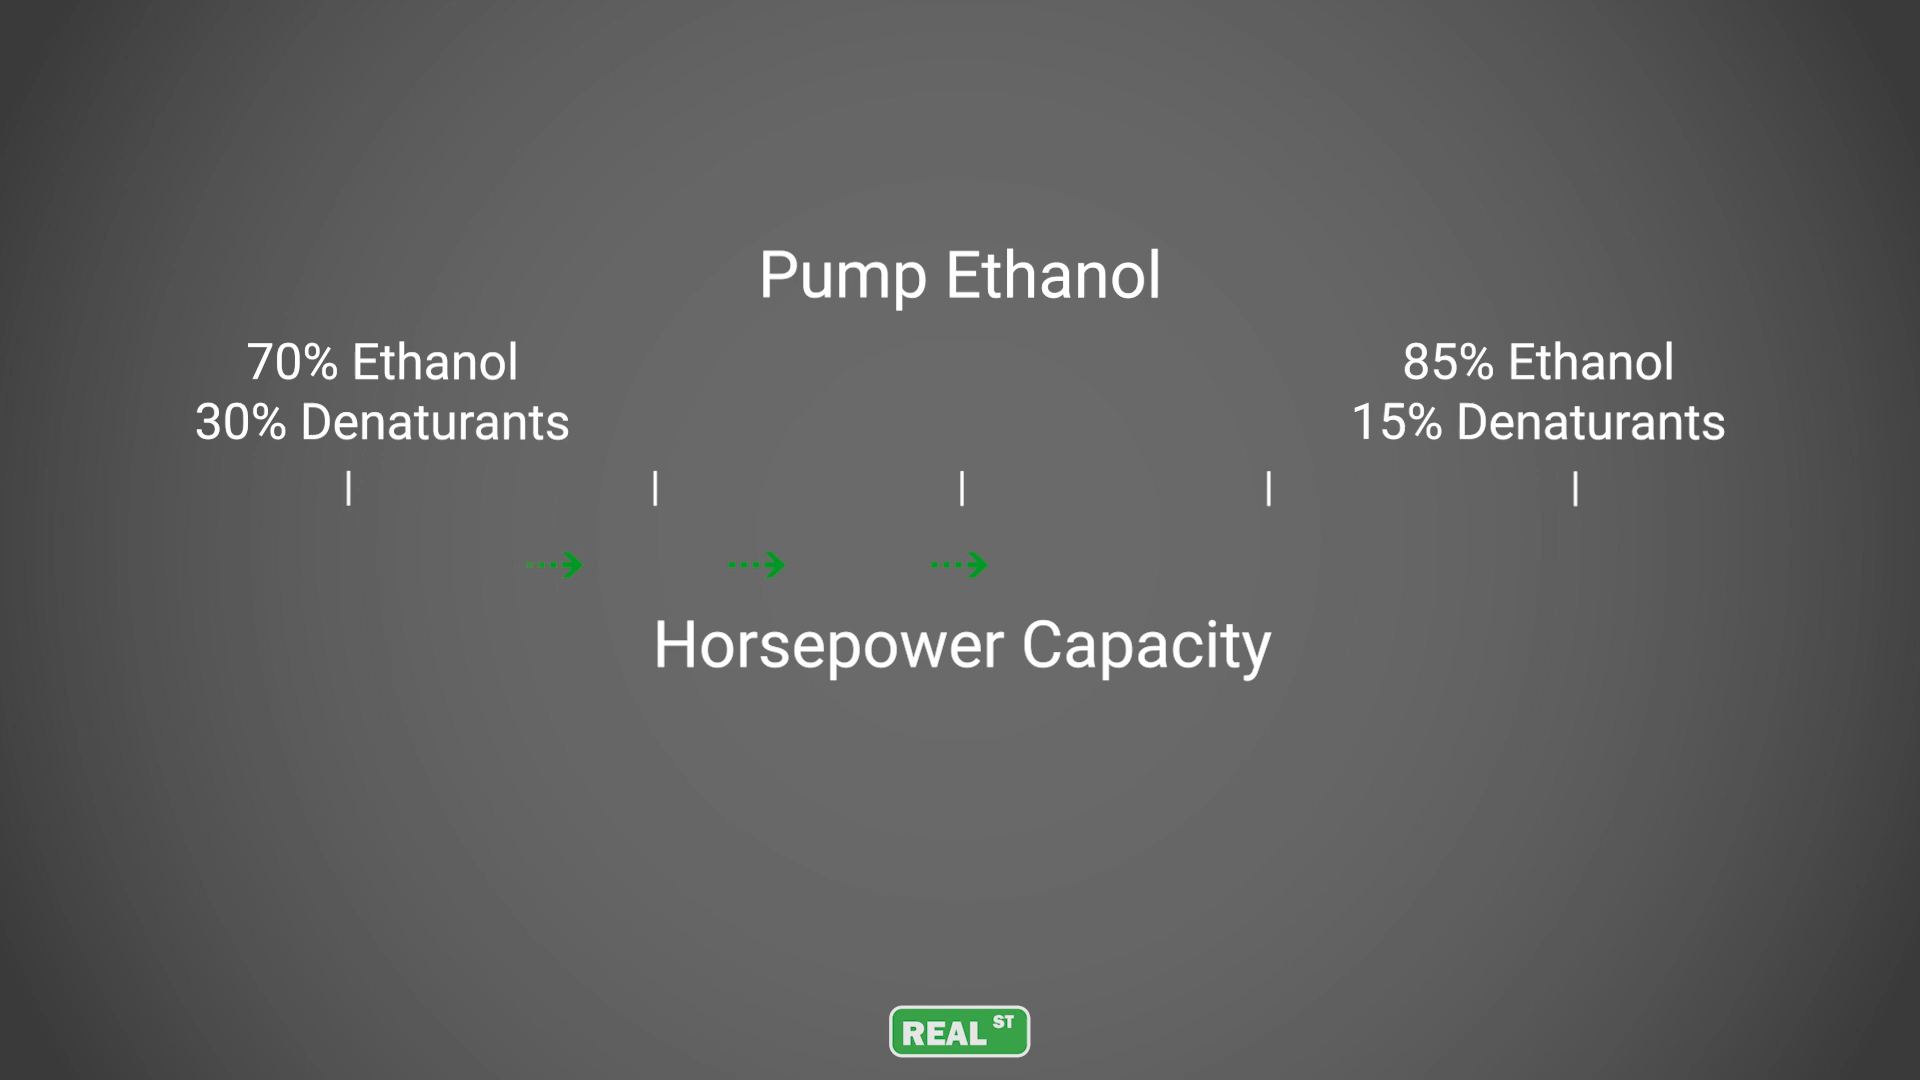 Pump Ethanol
70% Ethanol
30% Denaturants
85% Ethanol
15% Denaturants
Horsepower Capacity
REAL ST